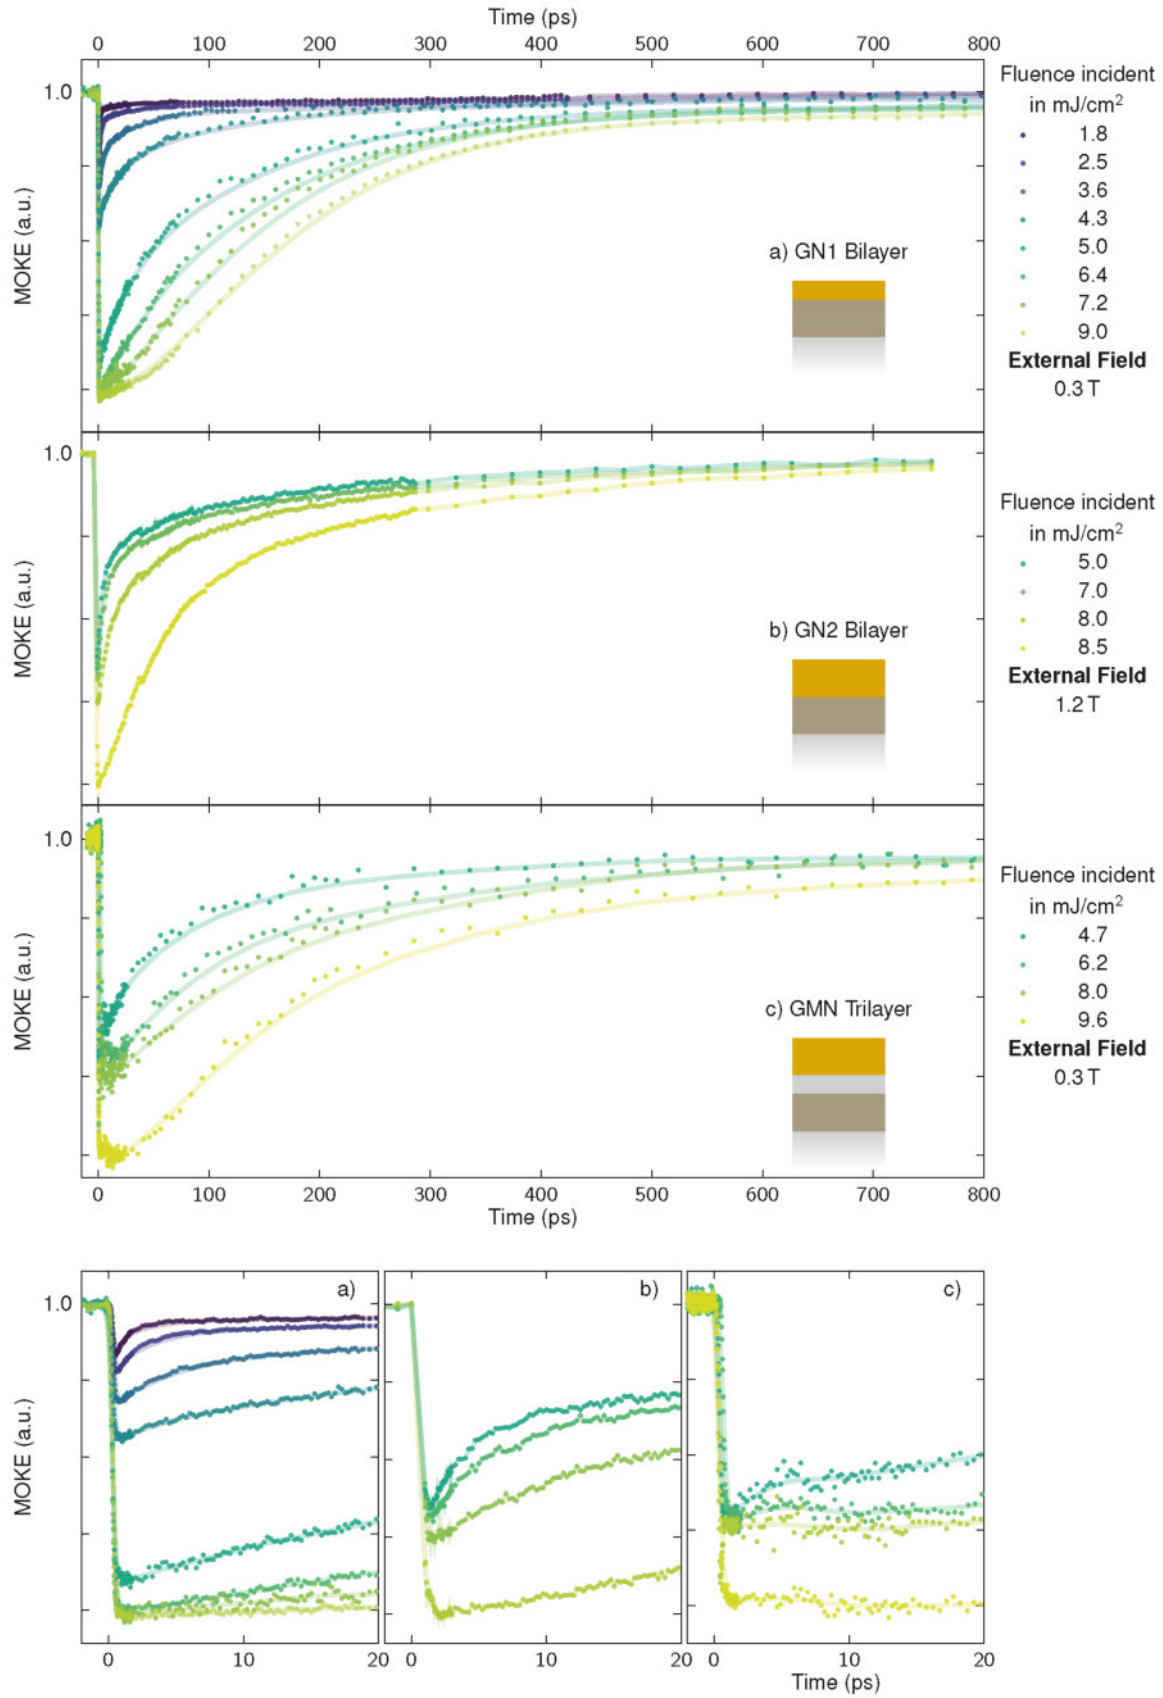 Time (ps)
0 100 200 300 400 500 600 700 800
1.0
MOKE (a.u.)
a) GN1 Bilayer
Fluence incident
in mJ/cm²
1.8
2.5
3.6
4.3
5.0
6.4
7.2
9.0
External Field
0.3 T
1.0
MOKE (a.u.)
b) GN2 Bilayer
Fluence incident
in mJ/cm²
5.0
7.0
8.0
8.5
External Field
1.2 T
1.0
MOKE (a.u.)
c) GMN Trilayer
Fluence incident
in mJ/cm²
4.7
6.2
8.0
9.6
External Field
0.3 T
0 100 200 300 400 500 600 700 800
Time (ps)
1.0
MOKE (a.u.)
a)
b)
c)
0 10 20 0 10 20 0 10 20
Time (ps)